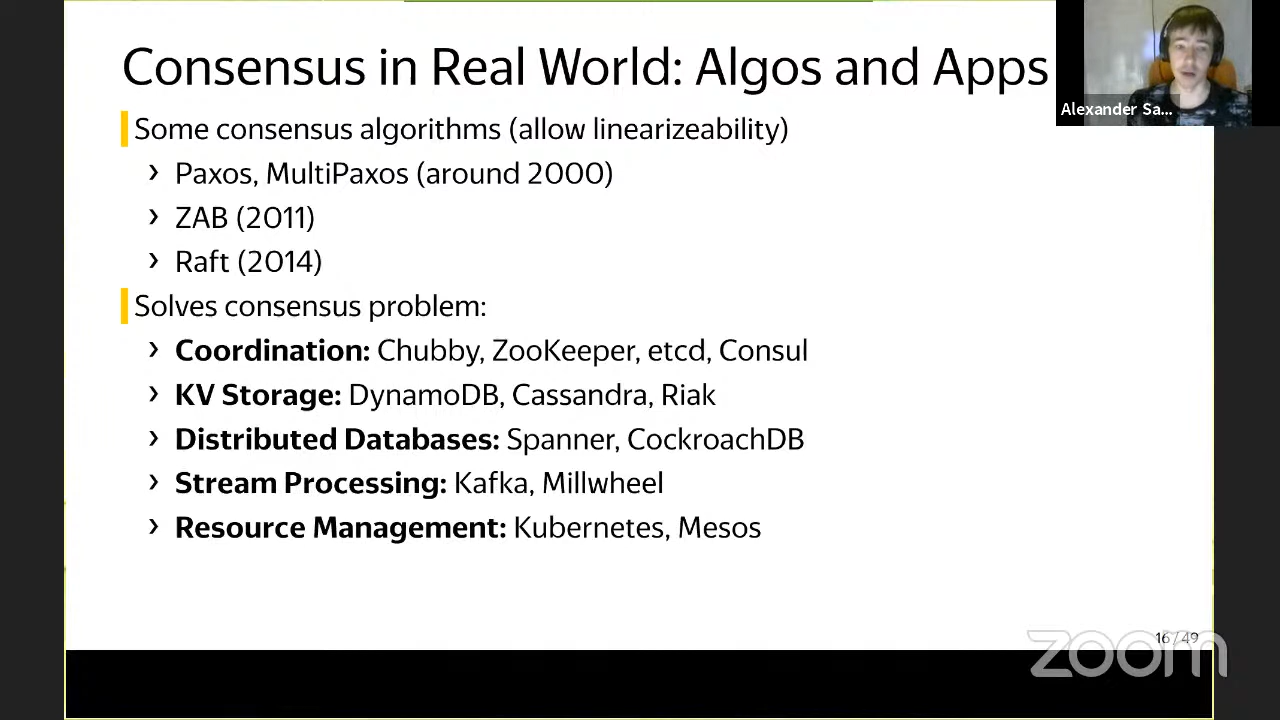 Consensus in Real World: Algos and Apps
Alexander Sa...
Some consensus algorithms (allow linearizeability)
› Paxos, MultiPaxos (around 2000)
› ZAB (2011)
› Raft (2014)
Solves consensus problem:
› Coordination: Chubby, ZooKeeper, etcd, Consul
› KV Storage: DynamoDB, Cassandra, Riak
› Distributed Databases: Spanner, CockroachDB
› Stream Processing: Kafka, Millwheel
› Resource Management: Kubernetes, Mesos
16 / 49
zoom